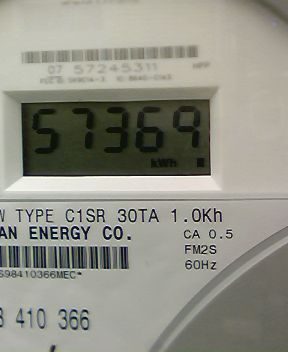 07 57245311
57369
kWh
W TYPE C1SR 30TA 1.0Kh
AN ENERGY CO.
CA 0.5
FM2S
60Hz
S98410366MEC*
8 410 366